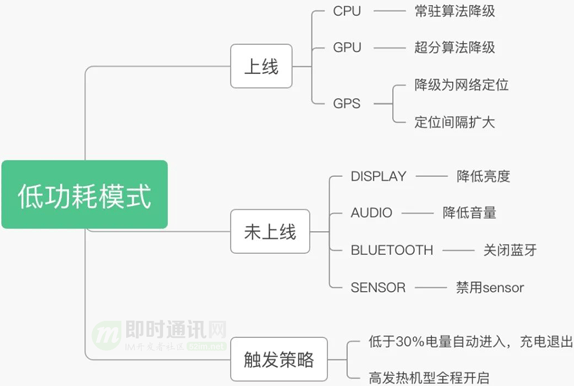 低功耗模式
上线
CPU 常驻算法降级
GPU 超分算法降级
GPS 降级为网络定位
定位间隔扩大
未上线
DISPLAY 降低亮度
AUDIO 降低音量
BLUETOOTH 关闭蓝牙
SENSOR 禁用sensor
触发策略
低于30%电量自动进入，充电退出
高发热机型全程开启
即时通讯网